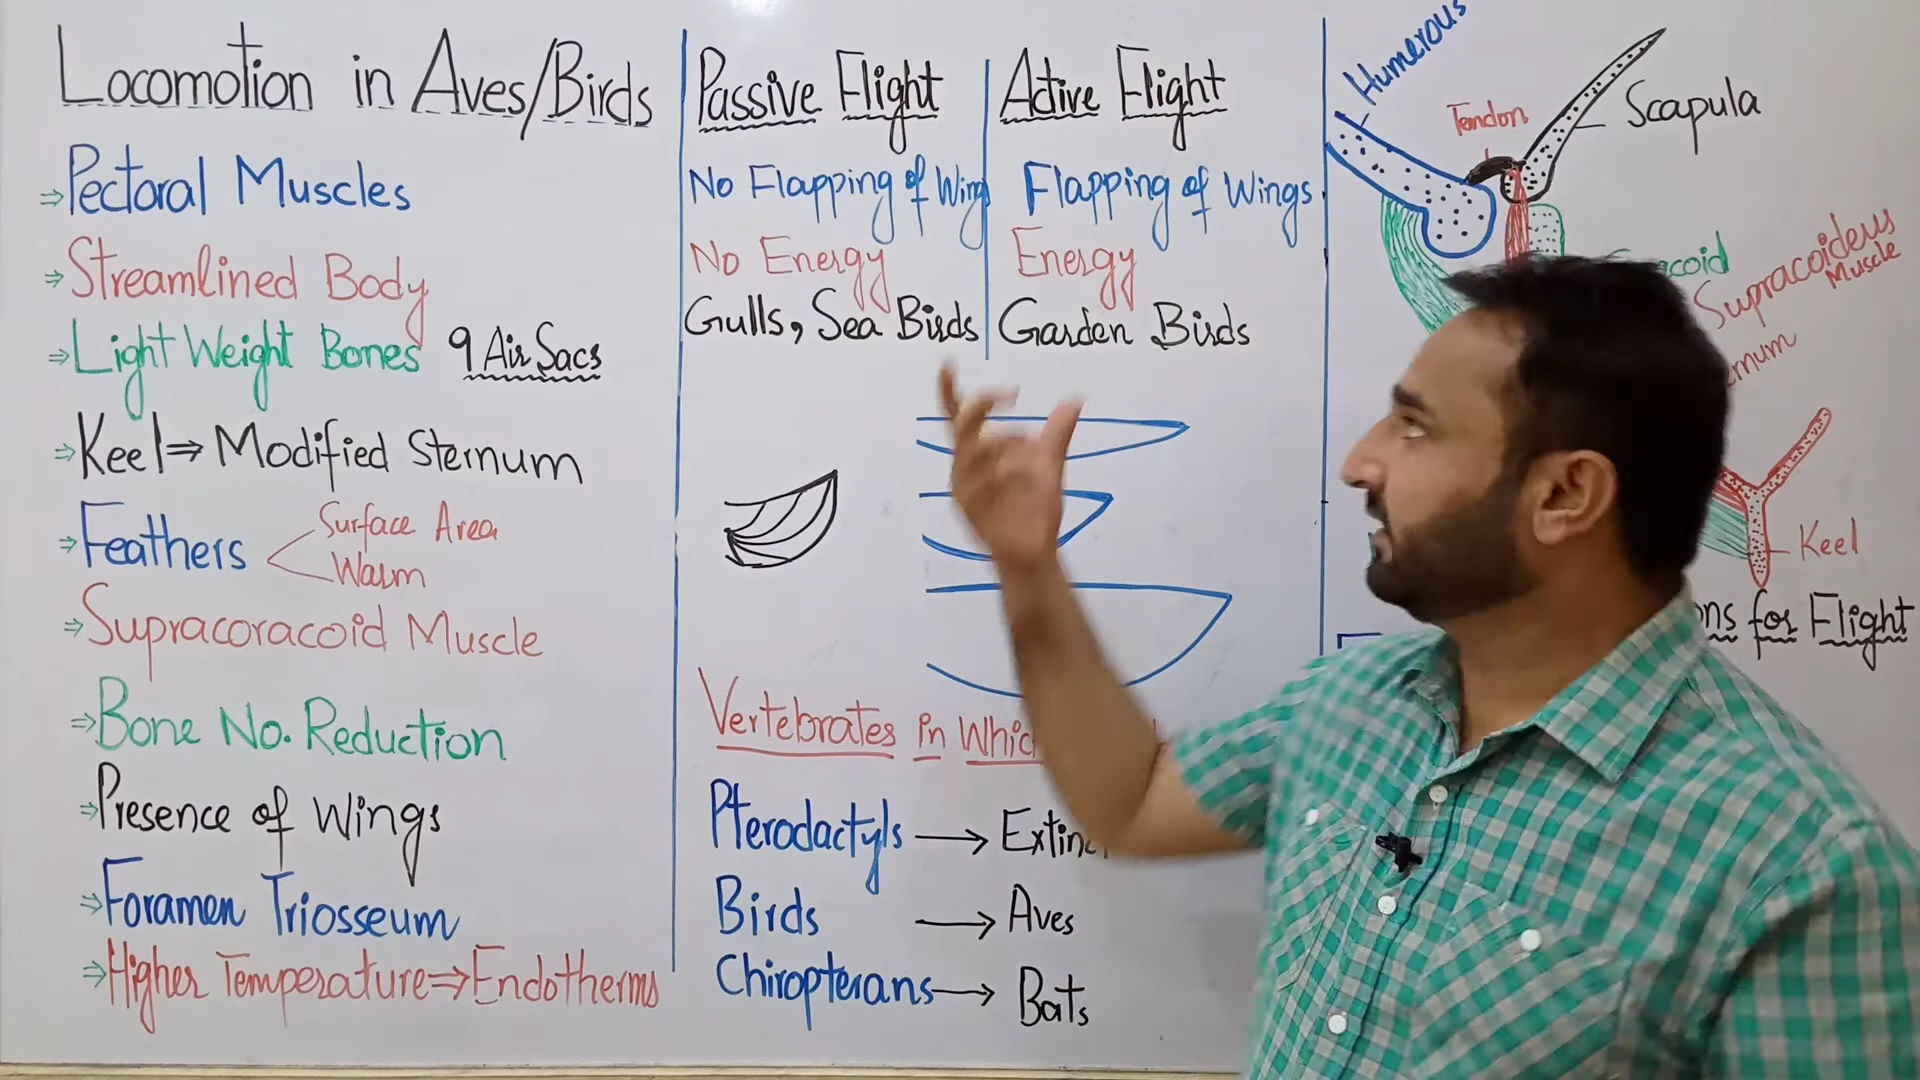 Locomotion in Aves/Birds
⇒Pectoral Muscles
⇒Streamlined Body
⇒Light Weight Bones 9 Air Sacs
⇒Keel⇒Modified Sternum
⇒Feathers
Surface Area
Warm
⇒Supracoracoid Muscle
⇒Bone No. Reduction
⇒Presence of Wings
⇒Foramen Triosseum
⇒Higher Temperature⇒Endotherms
Passive Flight
No Flapping of Wing
No Energy
Gulls, Sea Birds
Active Flight
Flapping of Wings
Energy
Garden Birds
Vertebrates in
Pterodactyls →
Birds → Aves
Chiropterans → Bats
Humerous
Tendon
Scapula
Supracoideus
Muscle
Keel
for Flight